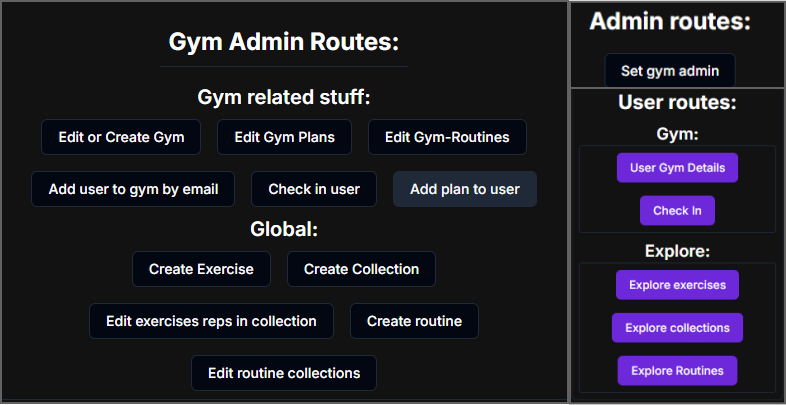 Gym Admin Routes:
Gym related stuff:
Edit or Create Gym Edit Gym Plans Edit Gym-Routines
Add user to gym by email Check in user Add plan to user
Global:
Create Exercise Create Collection
Edit exercises reps in collection Create routine
Edit routine collections
Admin routes:
Set gym admin
User routes:
Gym:
User Gym Details
Check In
Explore:
Explore exercises
Explore collections
Explore Routines